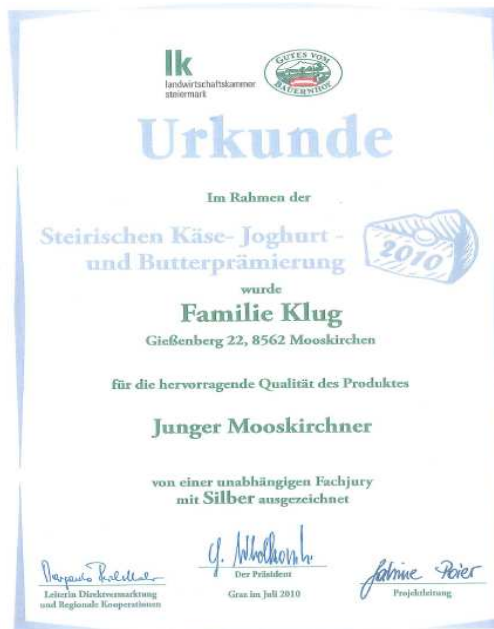 lk
landwirtschaftskammer
steiermark
GUTES VOM
BAUERNHOF
Urkunde
Im Rahmen der
Steirischen Käse- Joghurt -
und Butterprämierung
2010
wurde
Familie Klug
Gießenberg 22, 8562 Mooskirchen
für die hervorragende Qualität des Produktes
Junger Mooskirchner
von einer unabhängigen Fachjury
mit Silber ausgezeichnet
Leiterin Direktvermarktung
und Regionale Kooperationen
Der Präsident
Graz im Juli 2010
Sabine Poier
Projektleitung